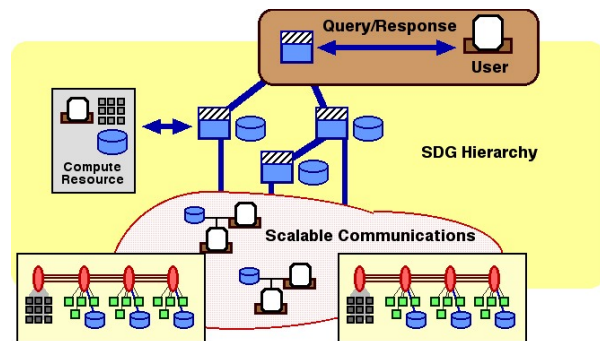 Query/Response
User
Compute
Resource
SDG Hierarchy
Scalable Communications